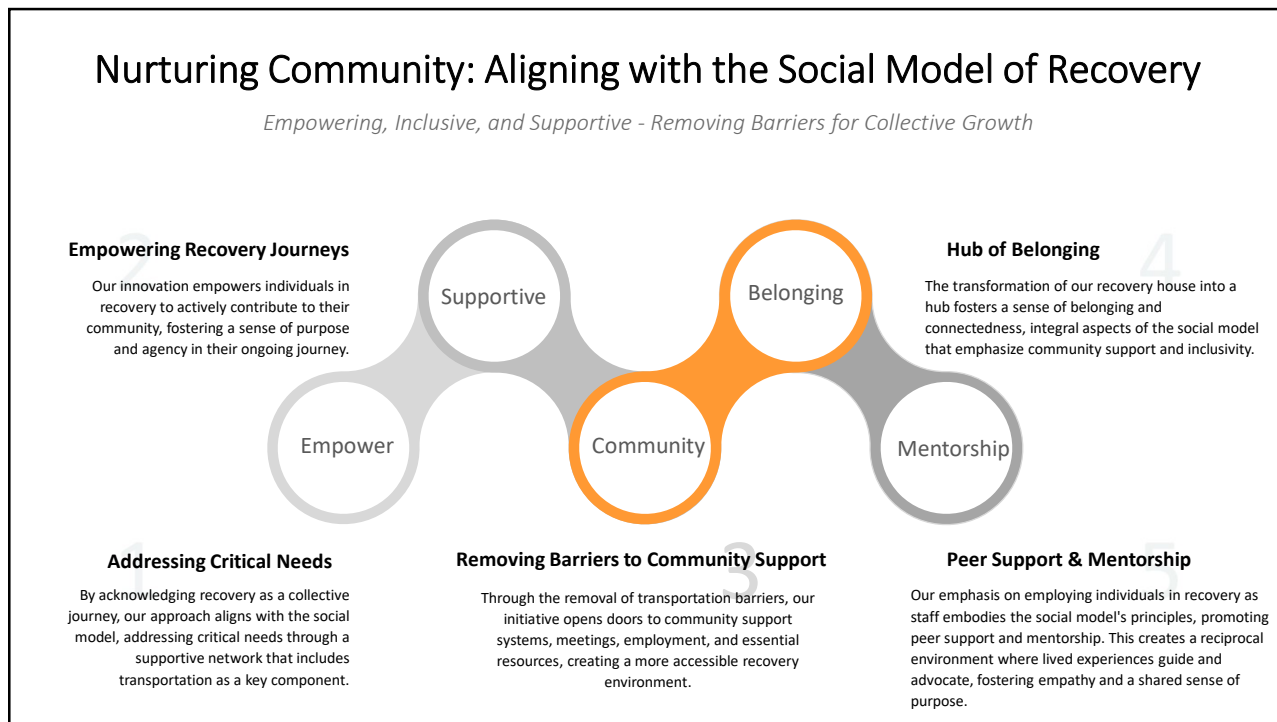 Nurturing Community: Aligning with the Social Model of Recovery
Empowering, Inclusive, and Supportive - Removing Barriers for Collective Growth
2
Empowering Recovery Journeys
Our innovation empowers individuals in
recovery to actively contribute to their
community, fostering a sense of purpose
and agency in their ongoing journey.
Supportive
Belonging
4
Hub of Belonging
The transformation of our recovery house into a
hub fosters a sense of belonging and
connectedness, integral aspects of the social model
that emphasize community support and inclusivity.
Empower
Community
Mentorship
1
Addressing Critical Needs
By acknowledging recovery as a collective
journey, our approach aligns with the social
model, addressing critical needs through a
supportive network that includes
transportation as a key component.
3
Removing Barriers to Community Support
Through the removal of transportation barriers, our
initiative opens doors to community support
systems, meetings, employment, and essential
resources, creating a more accessible recovery
environment.
5
Peer Support & Mentorship
Our emphasis on employing individuals in recovery as
staff embodies the social model's principles, promoting
peer support and mentorship. This creates a reciprocal
environment where lived experiences guide and
advocate, fostering empathy and a shared sense of
purpose.